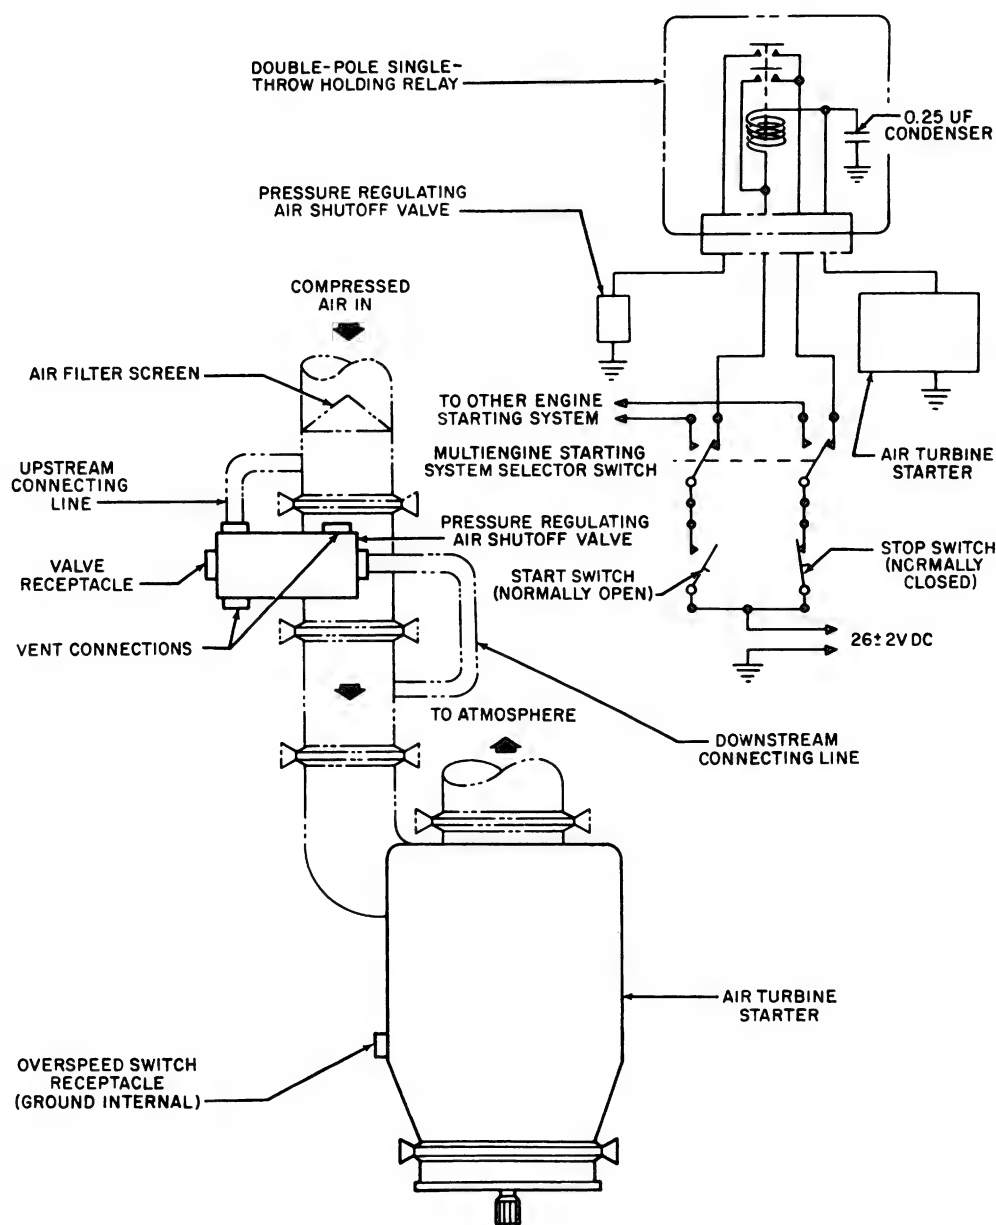 DOUBLE-POLE SINGLE-
THROW HOLDING RELAY
0.25 UF
CONDENSER
PRESSURE REGULATING
AIR SHUTOFF VALVE
COMPRESSED
AIR IN
AIR FILTER SCREEN
TO OTHER ENGINE
STARTING SYSTEM
MULTIENGINE STARTING
SYSTEM SELECTOR SWITCH
AIR TURBINE
STARTER
UPSTREAM
CONNECTING
LINE
PRESSURE REGULATING
AIR SHUTOFF VALVE
VALVE
RECEPTACLE
START SWITCH
(NORMALLY OPEN)
STOP SWITCH
(NORMALLY
CLOSED)
VENT CONNECTIONS
26±2V DC
TO ATMOSPHERE
DOWNSTREAM
CONNECTING LINE
AIR TURBINE
STARTER
OVERSPEED SWITCH
RECEPTACLE
(GROUND INTERNAL)